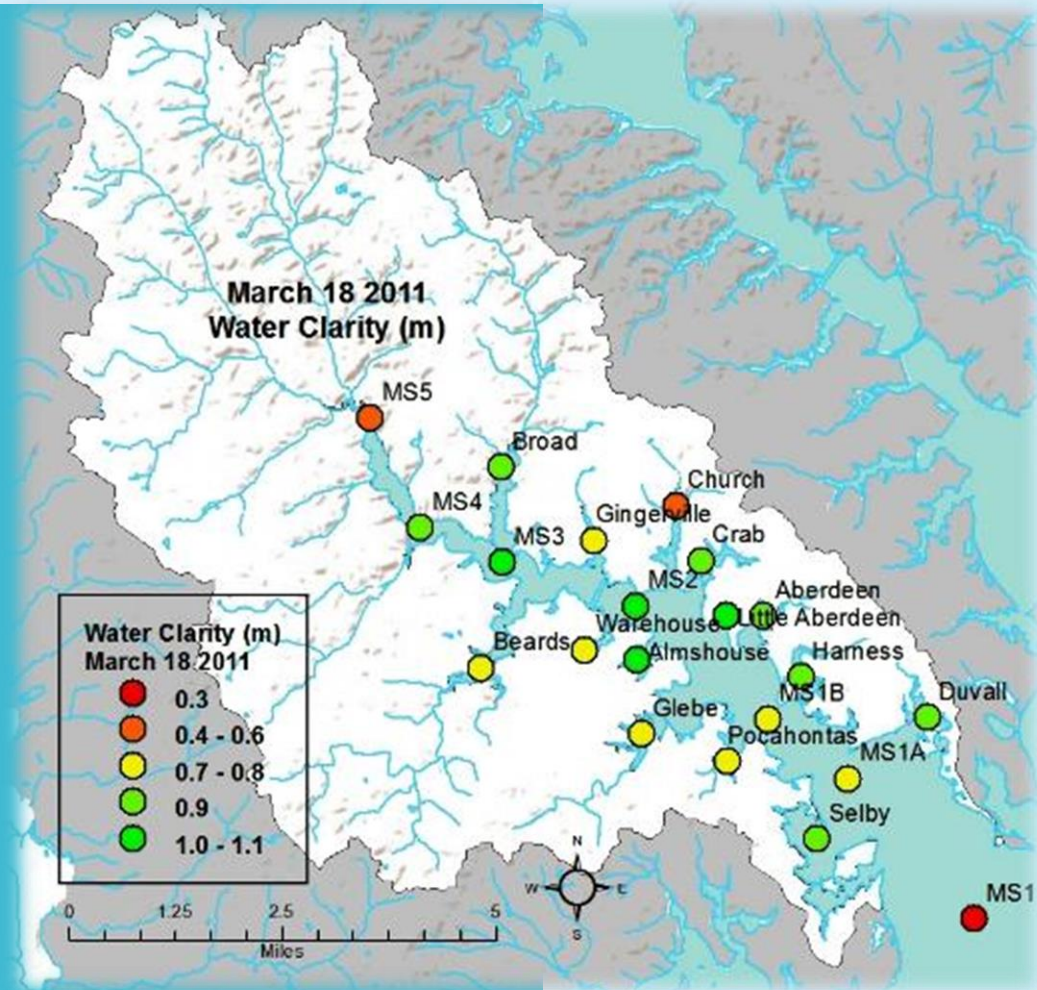 March 18 2011
Water Clarity (m)
MS5
Broad
Church
MS4
Gingerville
Crab
MS3
MS2
Aberdeen
Warehouse
Little Aberdeen
Beards
Almshouse
Harness
MS1B
Duvall
Glebe
Pocahontas
MS1A
Selby
MS1
Water Clarity (m)
March 18 2011
0.3
0.4 - 0.6
0.7 - 0.8
0.9
1.0 - 1.1
N
W E
S
0 1.25 2.5 5
Miles